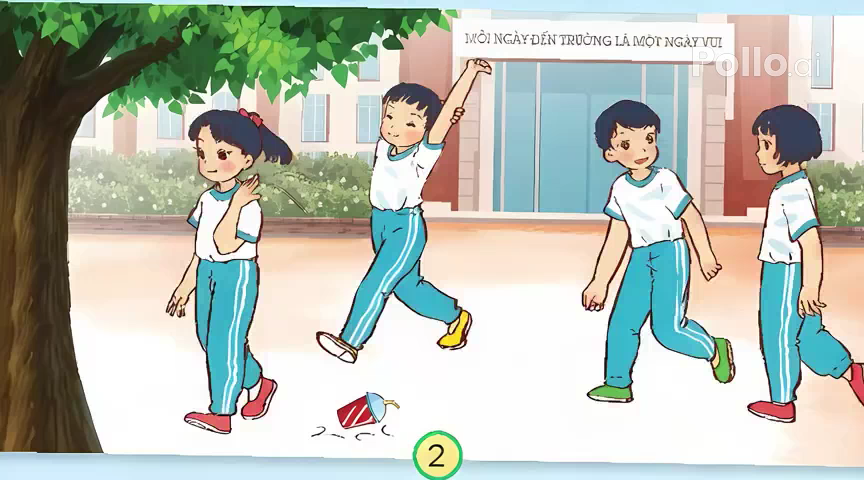 MỖI NGÀY ĐẾN TRƯỜNG LÀ MỘT NGÀY VUI
Pollo.ai
2